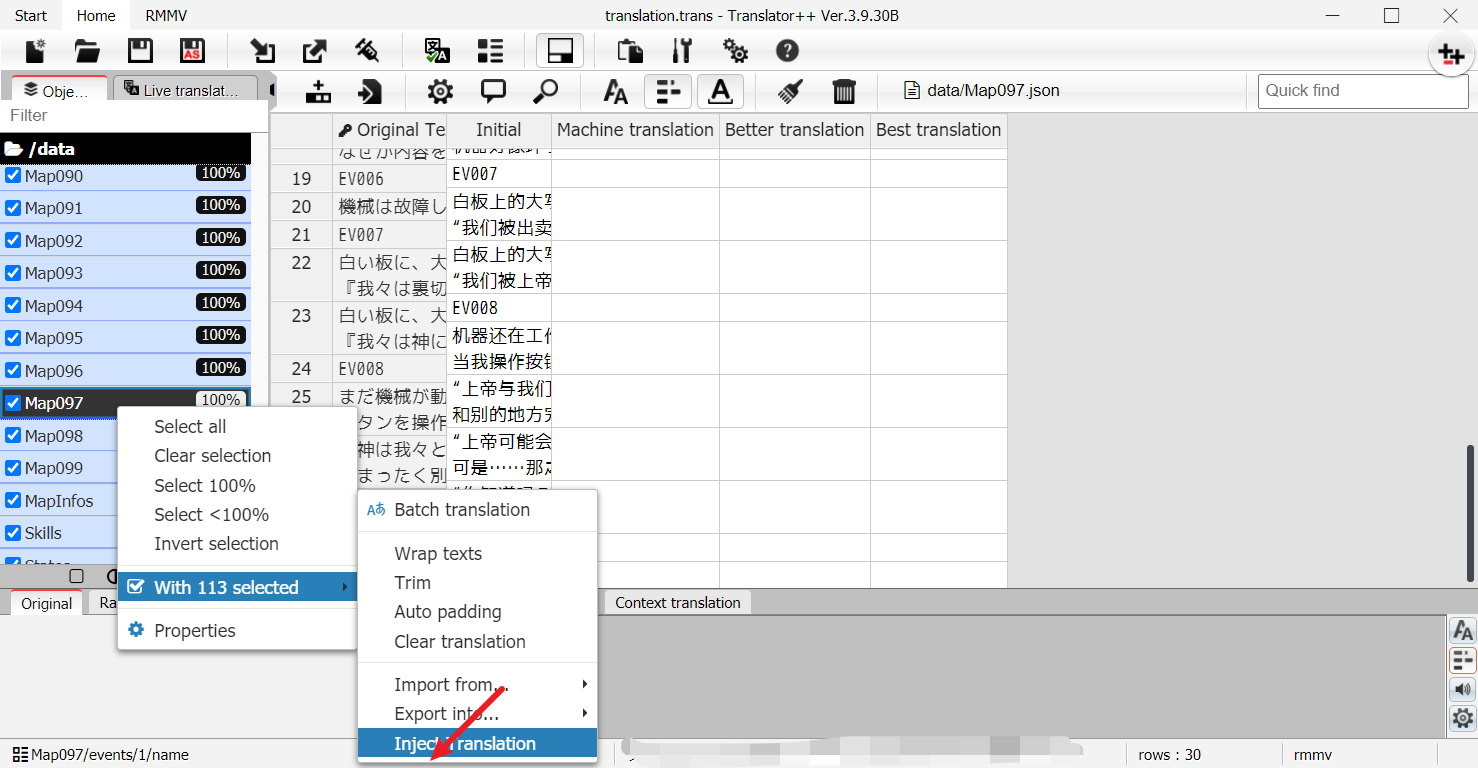 Start Home RMMV translation.trans - Translator++ Ver.3.9.30B
AS
Obje... Live translat... data/Map097.json Quick find
Filter
/data
Map090 100%
Map091 100%
Map092 100%
Map093 100%
Map094 100%
Map095 100%
Map096 100%
Map097 100%
Map098
Map099
MapInfos
Skills
Original Te Initial Machine translation Better translation Best translation
なぜか内容を
19 EV006
20 機械は故障し
21 EV007
22 白い板に、大
『我々は裏切
23 白い板に、大
『我々は神に
24 EV008
25 まだ機械が動
タンを操作
神は我々と
まったく別
EV007
白板上的大写
“我们被出卖
白板上的大写
“我们被上帝
EV008
机器还在工作
当我操作按钮
“上帝与我们
和别的地方完
“上帝可能会
可是……那么
Select all
Clear selection
Select 100%
Select <100%
Invert selection
With 113 selected
Properties
Aあ Batch translation
Wrap texts
Trim
Auto padding
Clear translation
Import from...
Export into...
Inject Translation
Original Ra Context translation
Map097/events/1/name rows : 30 rmmv